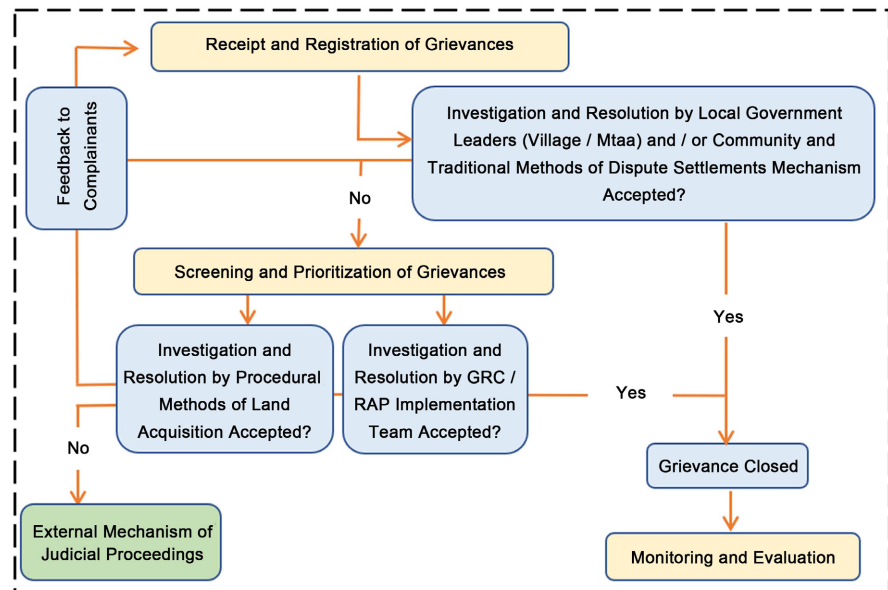 Receipt and Registration of Grievances
Feedback to
Complainants
Investigation and Resolution by Local Government
Leaders (Village / Mtaa) and / or Community and
Traditional Methods of Dispute Settlements Mechanism
Accepted?
No
Screening and Prioritization of Grievances
Yes
Investigation and
Resolution by Procedural
Methods of Land
Acquisition Accepted?
Investigation and
Resolution by GRC /
RAP Implementation
Team Accepted?
Yes
No
Grievance Closed
External Mechanism of
Judicial Proceedings
Monitoring and Evaluation